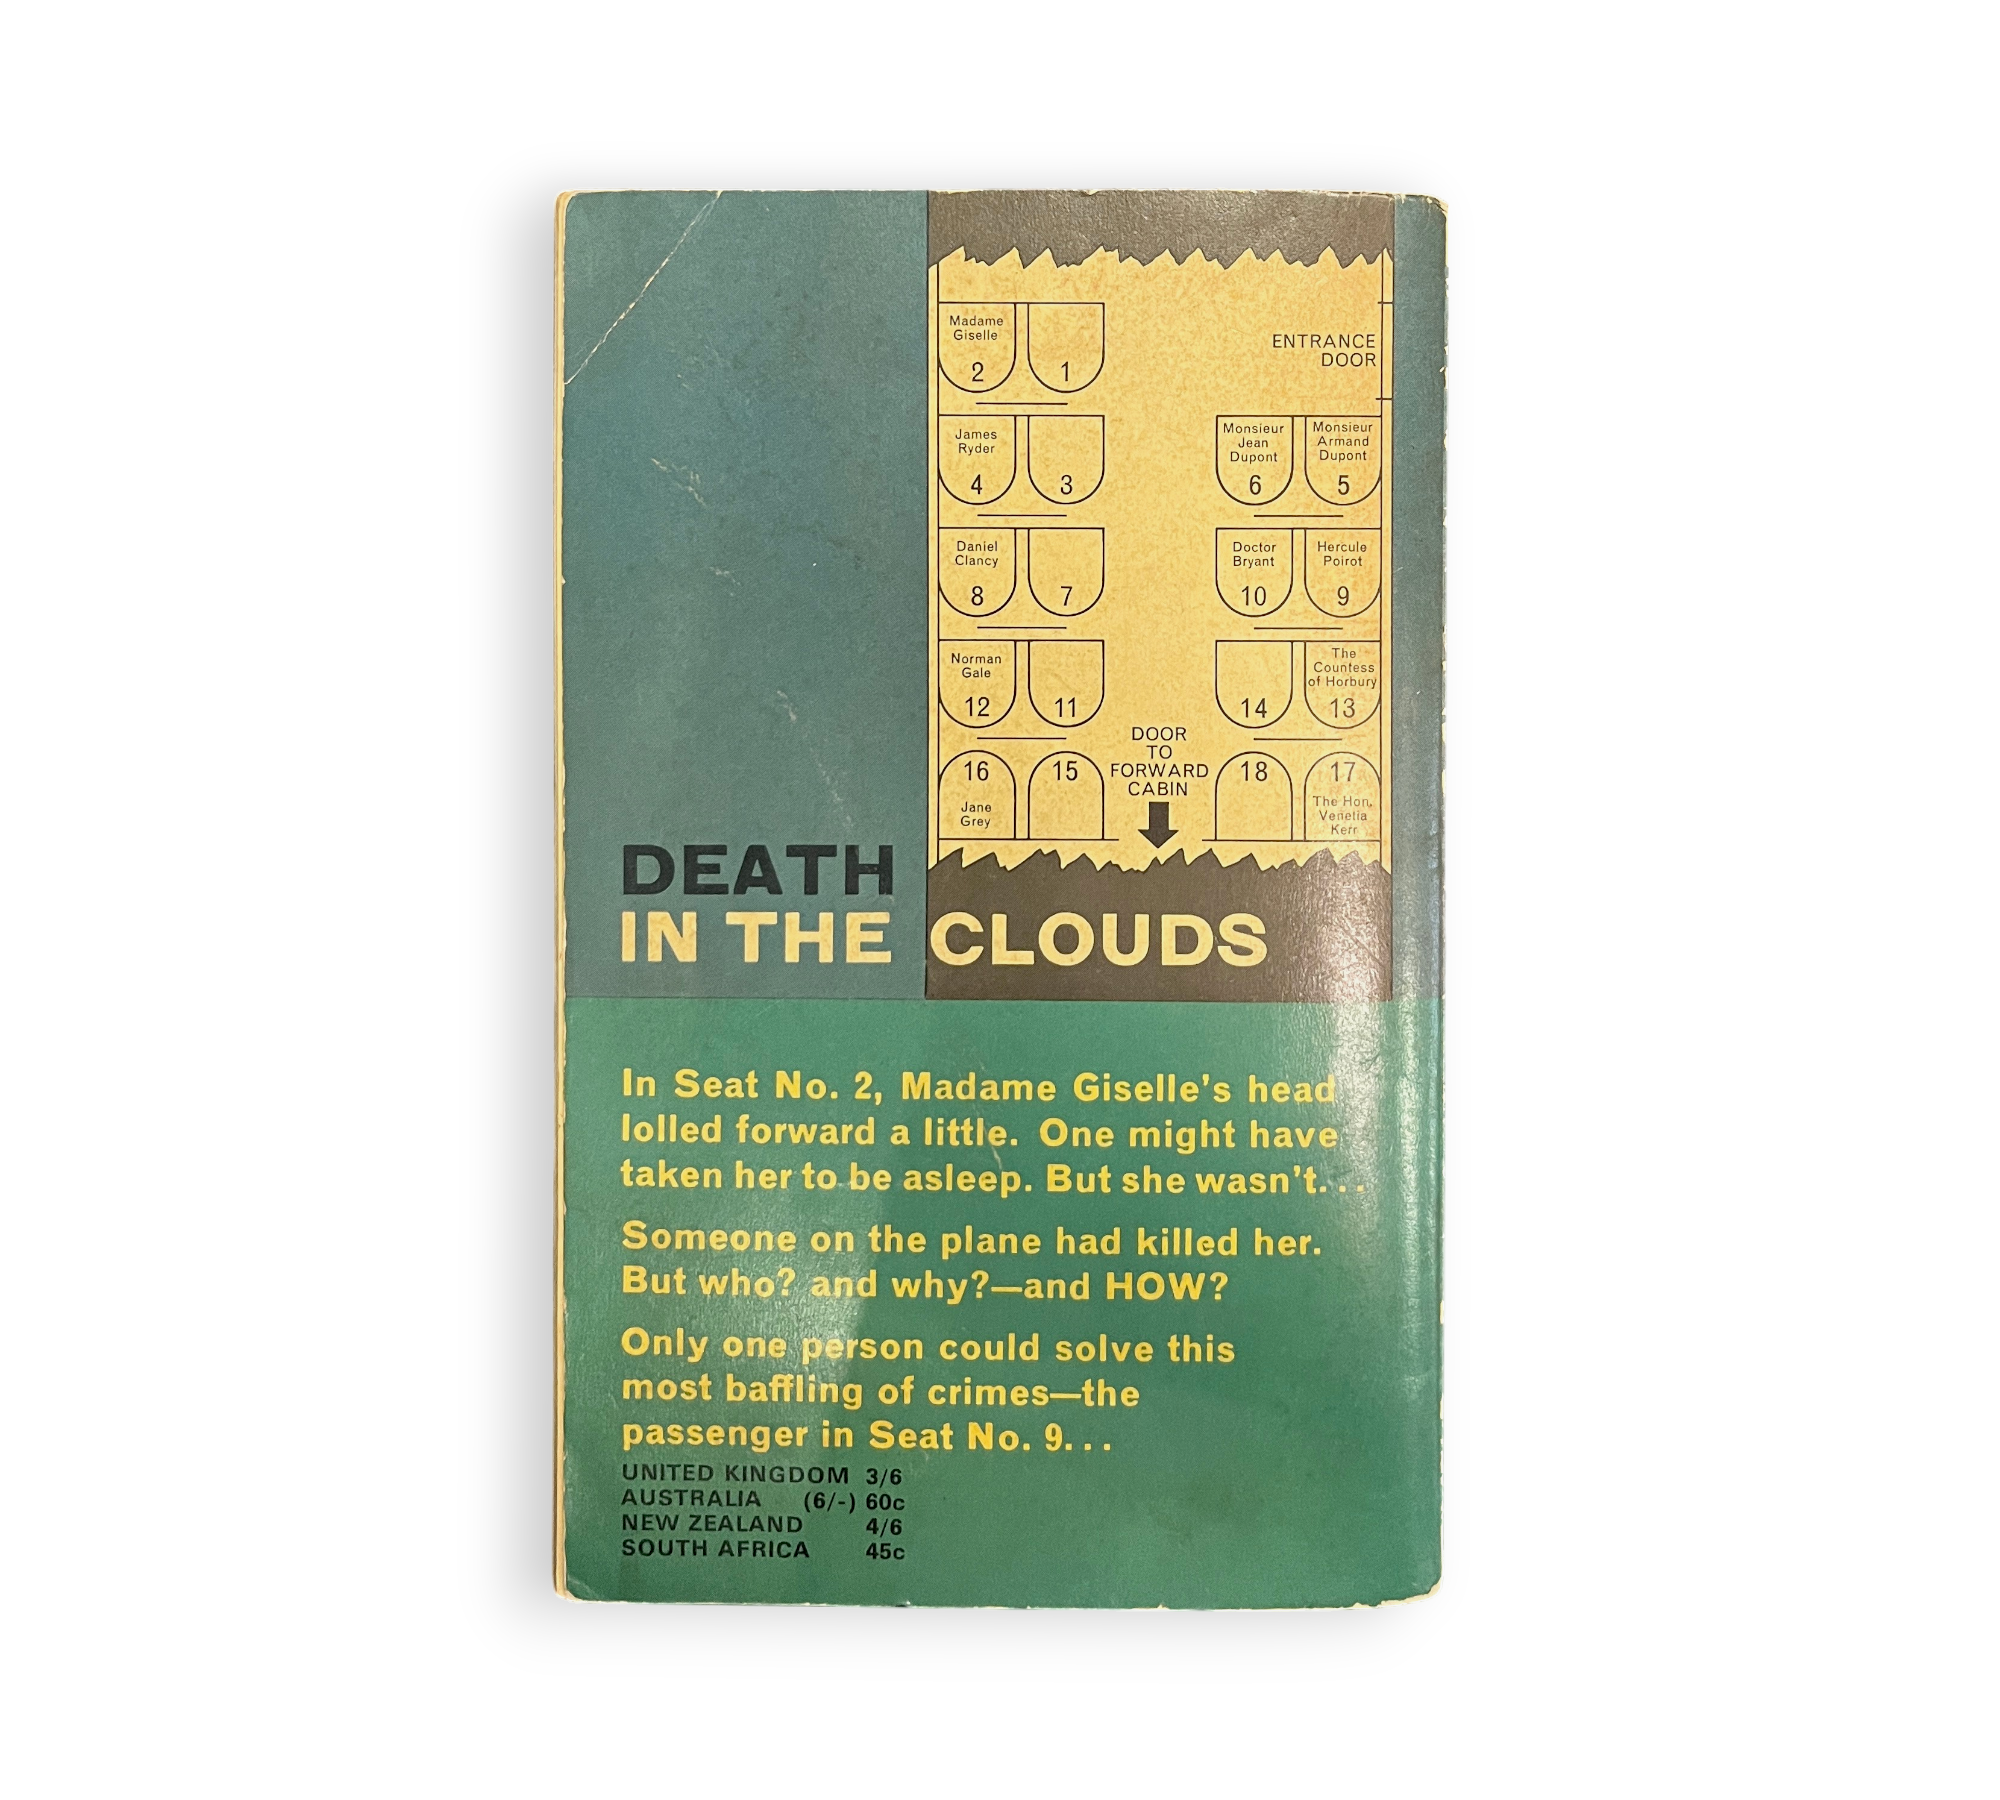 Madame
Giselle
2
1
ENTRANCE
DOOR
James
Ryder
4
3
Monsieur
Jean
Dupont
6
Monsieur
Armand
Dupont
5
Daniel
Clancy
8
7
Doctor
Bryant
10
Hercule
Poirot
9
Norman
Gale
12
11
14
The
Countess
of Horbury
13
DOOR
TO
FORWARD
CABIN
16
Jane
Grey
15
18
17
The Hon.
Venetia
Kerr
DEATH
IN THE CLOUDS
In Seat No. 2, Madame Giselle's head
lolled forward a little. One might have
taken her to be asleep. But she wasn't...
Someone on the plane had killed her.
But who? and why?—and HOW?
Only one person could solve this
most baffling of crimes—the
passenger in Seat No. 9...
UNITED KINGDOM 3/6
AUSTRALIA (6/-) 60c
NEW ZEALAND 4/6
SOUTH AFRICA 45c